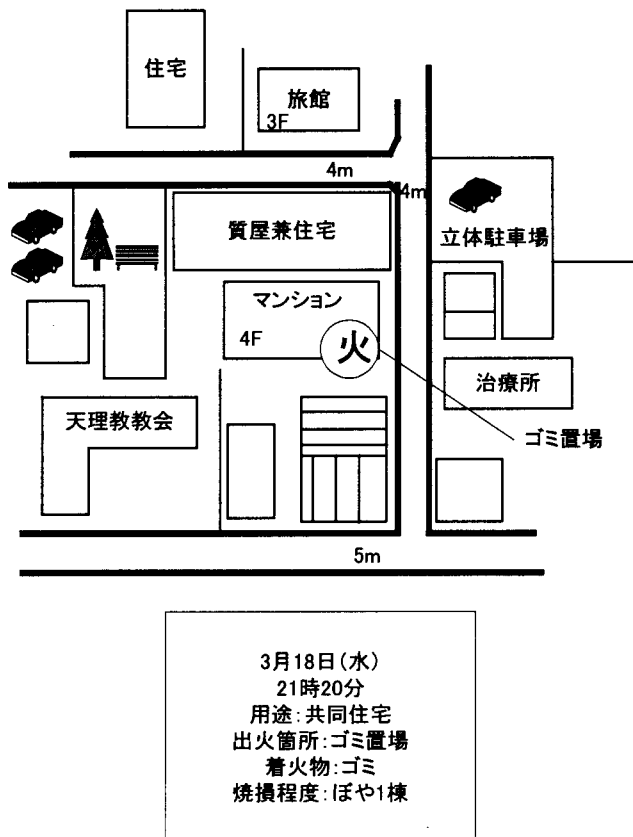 住宅
旅館
3F
4m
4m
質屋兼住宅
立体駐車場
マンション
4F
火
治療所
天理教教会
ゴミ置場
5m
3月18日(水)
21時20分
用途:共同住宅
出火箇所:ゴミ置場
着火物:ゴミ
焼損程度:ぼや1棟